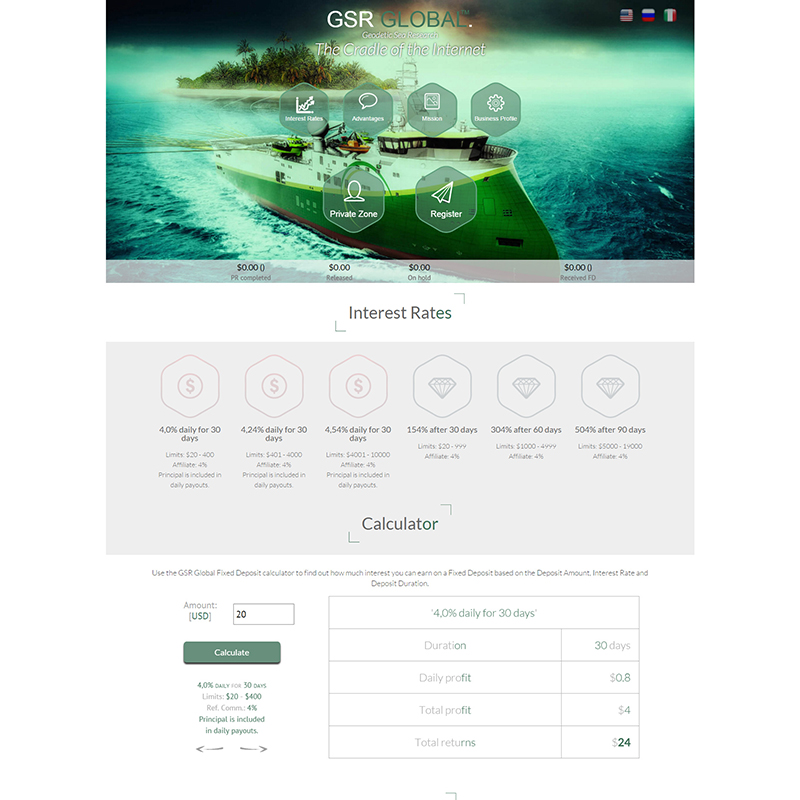 GSR GLOBAL.
Geodetic Sea Research
The Cradle of the Internet
Interest Rates
Advantages
Mission
Business Profile
Private Zone
Register
$0.00 ()
PR completed
$0.00
Released
$0.00
On hold
$0.00 ()
Received FD
Interest Rates
4,0% daily for 30
days
Limits: $20 - 400
Affiliate: 4%
Principal is included in
daily payouts.
4,24% daily for 30
days
Limits: $401 - 4000
Affiliate: 4%
Principal is included in
daily payouts.
4,54% daily for 30
days
Limits: $4001 - 10000
Affiliate: 4%
Principal is included in
daily payouts.
154% after 30 days
Limits: $20 - 999
Affiliate: 4%
304% after 60 days
Limits: $1000 - 4999
Affiliate: 4%
504% after 90 days
Limits: $5000 - 19000
Affiliate: 4%
Calculator
Use the GSR Global Fixed Deposit calculator to find out how much interest you can earn on a Fixed Deposit based on the Deposit Amount, Interest Rate and
Deposit Duration.
Amount:
[USD]
20
Calculate
4,0% DAILY FOR 30 DAYS
Limits: $20 - $400
Ref. Comm.: 4%
Principal is included
in daily payouts.
'4,0% daily for 30 days'
Duration 30 days
Daily profit $0.8
Total profit $4
Total returns $24